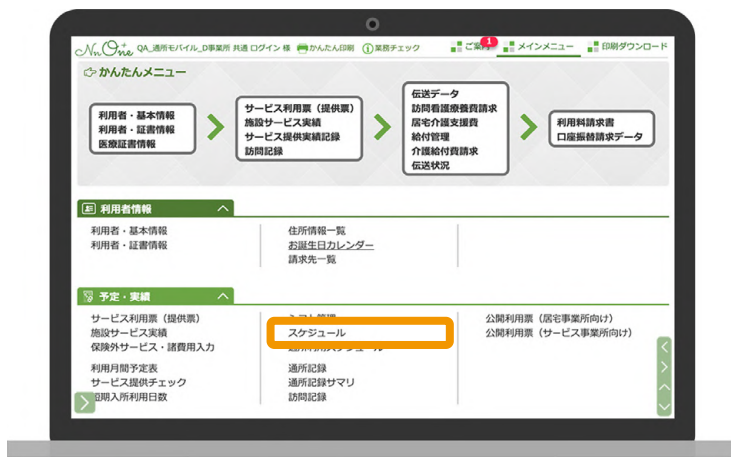 NnOne QA_通所モバイル_D事業所 共通 ログイン 様 かんたん印刷 業務チェック ご案内 1 メインメニュー 印刷ダウンロード
かんたんメニュー
利用者・基本情報
利用者・証書情報
医療証書情報
サービス利用票（提供票）
施設サービス実績
サービス提供実績記録
訪問記録
伝送データ
訪問看護療養費請求
居宅介護支援費
給付管理
介護給付費請求
伝送状況
利用料請求書
口座振替請求データ
利用者情報
利用者・基本情報
利用者・証書情報
住所情報一覧
お誕生日カレンダー
請求先一覧
予定・実績
サービス利用票（提供票）
施設サービス実績
保険外サービス・諸費用入力
利用月間予定表
サービス提供チェック
短期入所利用日数
スケジュール
通所記録
通所記録サマリ
訪問記録
公開利用票（居宅事業所向け）
公開利用票（サービス事業所向け）